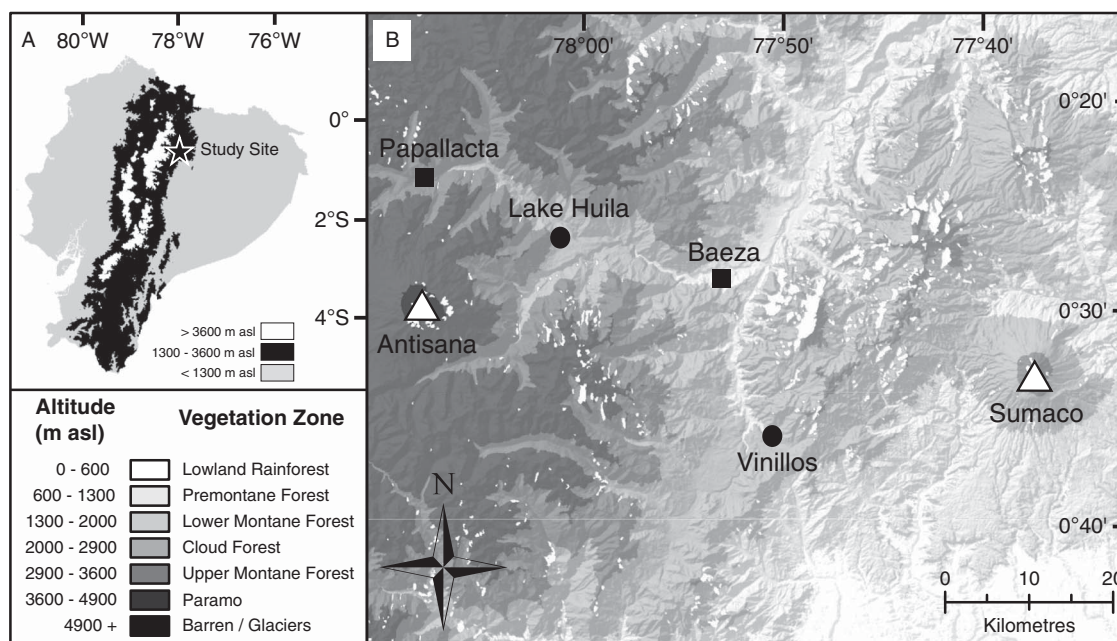 A
80°W 78°W 76°W
0°
2°S
4°S
Study Site
> 3600 m asl
1300 - 3600 m asl
< 1300 m asl
Altitude
(m asl)
Vegetation Zone
0 - 600 Lowland Rainforest
600 - 1300 Premontane Forest
1300 - 2000 Lower Montane Forest
2000 - 2900 Cloud Forest
2900 - 3600 Upper Montane Forest
3600 - 4900 Paramo
4900 + Barren / Glaciers
B
78°00' 77°50' 77°40'
0°20'
0°30'
0°40'
Papallacta
Lake Huila
Baeza
Antisana
Sumaco
Vinillos
N
0 10 20
Kilometres